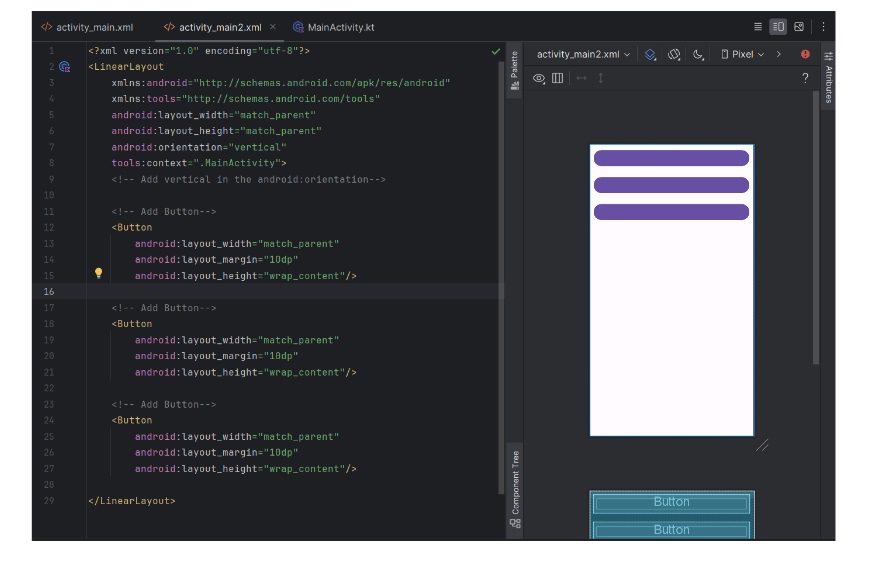 activity_main.xml
activity_main2.xml
MainActivity.kt
1 <?xml version="1.0" encoding="utf-8"?>
2 <LinearLayout
3 xmlns:android="http://schemas.android.com/apk/res/android"
4 xmlns:tools="http://schemas.android.com/tools"
5 android:layout_width="match_parent"
6 android:layout_height="match_parent"
7 android:orientation="vertical"
8 tools:context=".MainActivity">
9 <!-- Add vertical in the android:orientation-->
10
11 <!-- Add Button-->
12 <Button
13 android:layout_width="match_parent"
14 android:layout_margin="10dp"
15 android:layout_height="wrap_content"/>
16
17 <!-- Add Button-->
18 <Button
19 android:layout_width="match_parent"
20 android:layout_margin="10dp"
21 android:layout_height="wrap_content"/>
22
23 <!-- Add Button-->
24 <Button
25 android:layout_width="match_parent"
26 android:layout_margin="10dp"
27 android:layout_height="wrap_content"/>
28
29 </LinearLayout>
Palette
Component Tree
activity_main2.xml
Pixel
?
Attributes
Button
Button